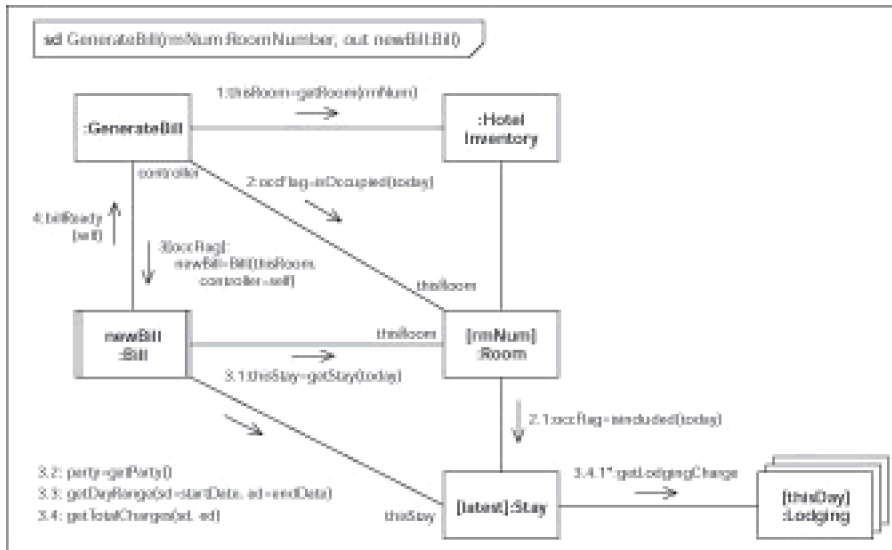 sd GenerateBill(rmNum:RoomNumber, out newBill:Bill)
1:thisRoom=getRoom(rmNum)
:GenerateBill
:Hotel
Inventory
controller
2:occFlag=isOccupied(today)
4:billReady
(self)
3[occFlag]:
newBill=Bill(thisRoom,
controller=self)
thisRoom
newBill
:Bill
thisRoom
[rmNum]
:Room
3.1:thisStay=getStay(today)
2.1:occFlag=isIncluded(today)
3.2: party=getParty()
3.3: getDayRange(sd=startDate, ed=endDate)
3.4: getTotalCharges(sd, ed)
thisStay
[latest]:Stay
3.4.1*:getLodgingCharge
[thisDay]
:Lodging